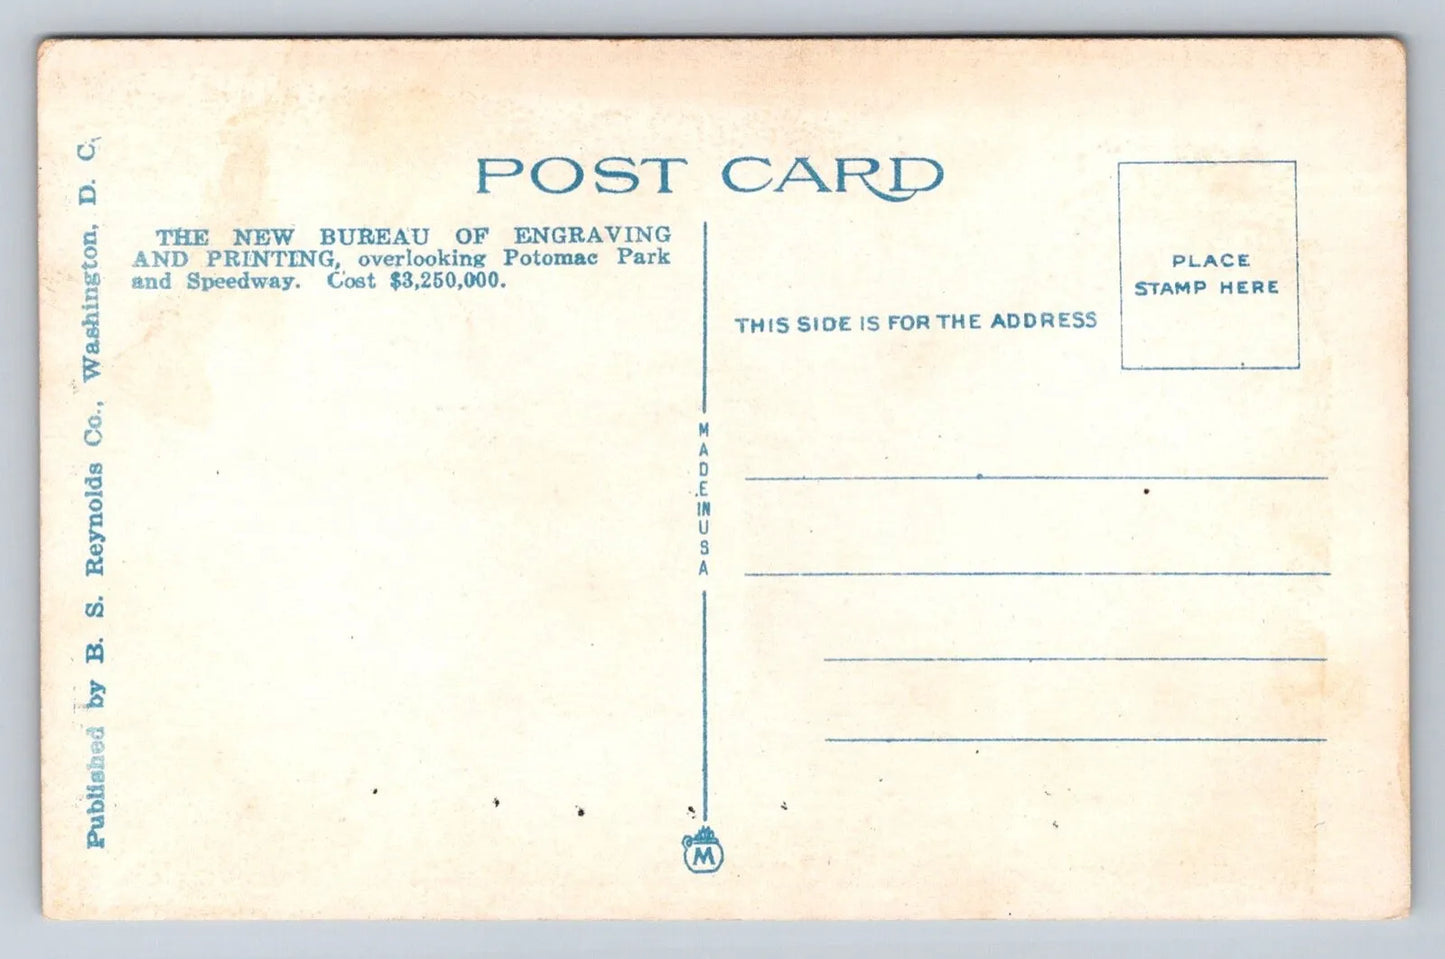 POST CARD
THE NEW BUREAU OF ENGRAVING
AND PRINTING, overlooking Potomac Park
and Speedway. Cost $3,250,000.
Published by B. S. Reynolds Co., Washington, D. C.
MADE IN USA
M
PLACE
STAMP HERE
THIS SIDE IS FOR THE ADDRESS